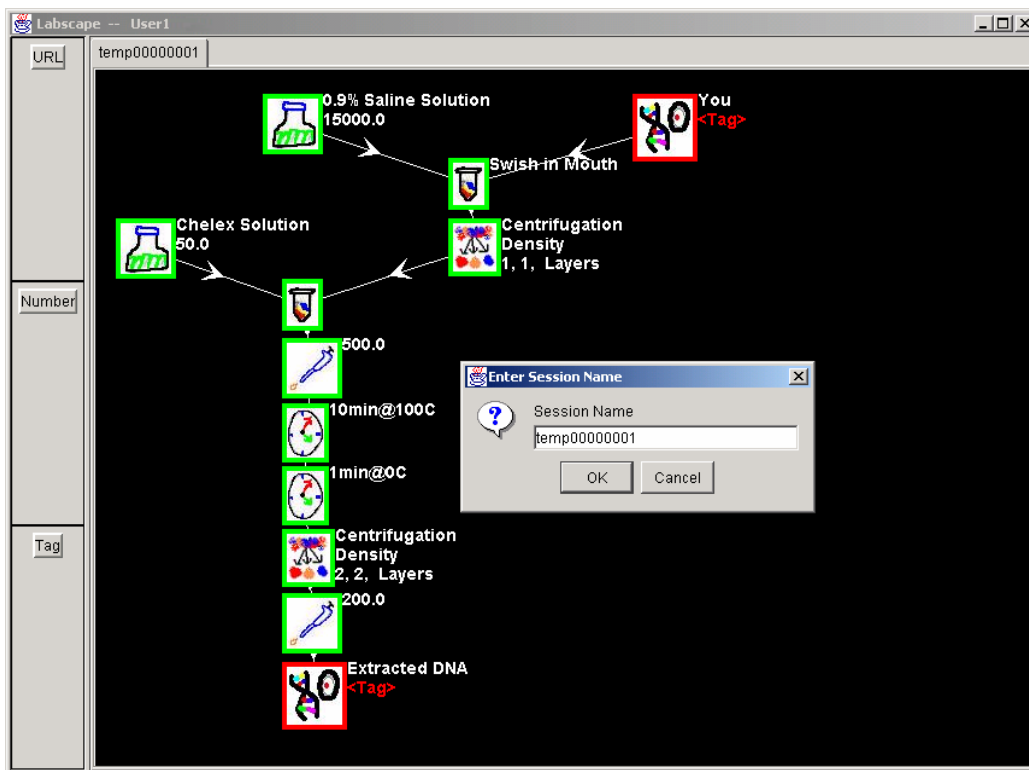 Labscape -- User1
URL
Number
Tag
temp00000001
0.9% Saline Solution
15000.0
You
<Tag>
Swish in Mouth
Chelex Solution
50.0
Centrifugation
Density
1, 1, Layers
500.0
10min@100C
1min@0C
Centrifugation
Density
2, 2, Layers
200.0
Extracted DNA
<Tag>
Enter Session Name
Session Name
temp00000001
OK
Cancel